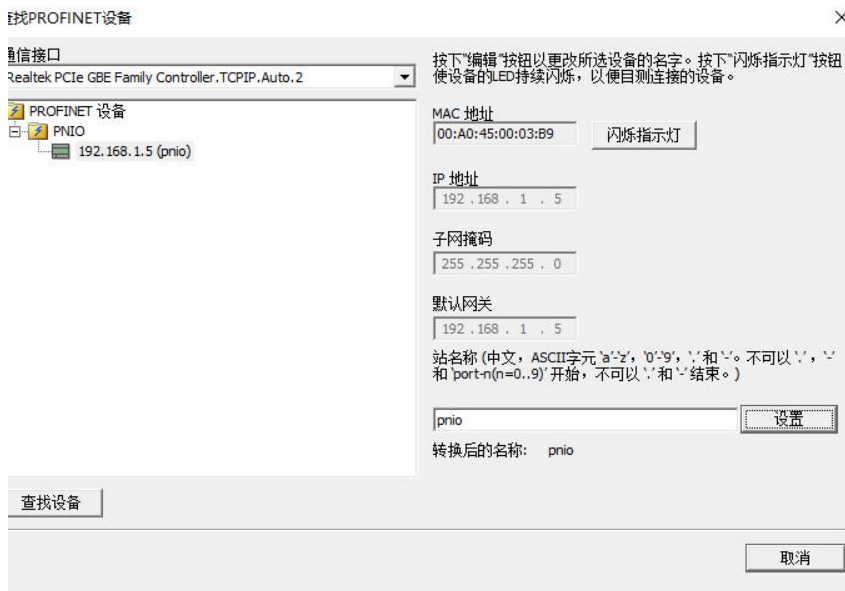 查找PROFINET设备
通信接口
Realtek PCIe GBE Family Controller.TCPIP.Auto.2
PROFINET 设备
PNIO
192.168.1.5 (pnio)
查找设备
按下"编辑"按钮以更改所选设备的名字。按下"闪烁指示灯"按钮
使设备的LED持续闪烁，以便目测连接的设备。
MAC 地址
00:A0:45:00:03:B9
闪烁指示灯
IP 地址
192 .168 . 1 . 5
子网掩码
255 .255 .255 . 0
默认网关
192 .168 . 1 . 5
站名称 (中文，ASCII字元 'a'-'z'，'0'-'9'，'.' 和 '-'。不可以 '.'，'-'
和 'port-n(n=0..9)' 开始，不可以 '.' 和 '-' 结束。)
pnio
设置
转换后的名称: pnio
取消